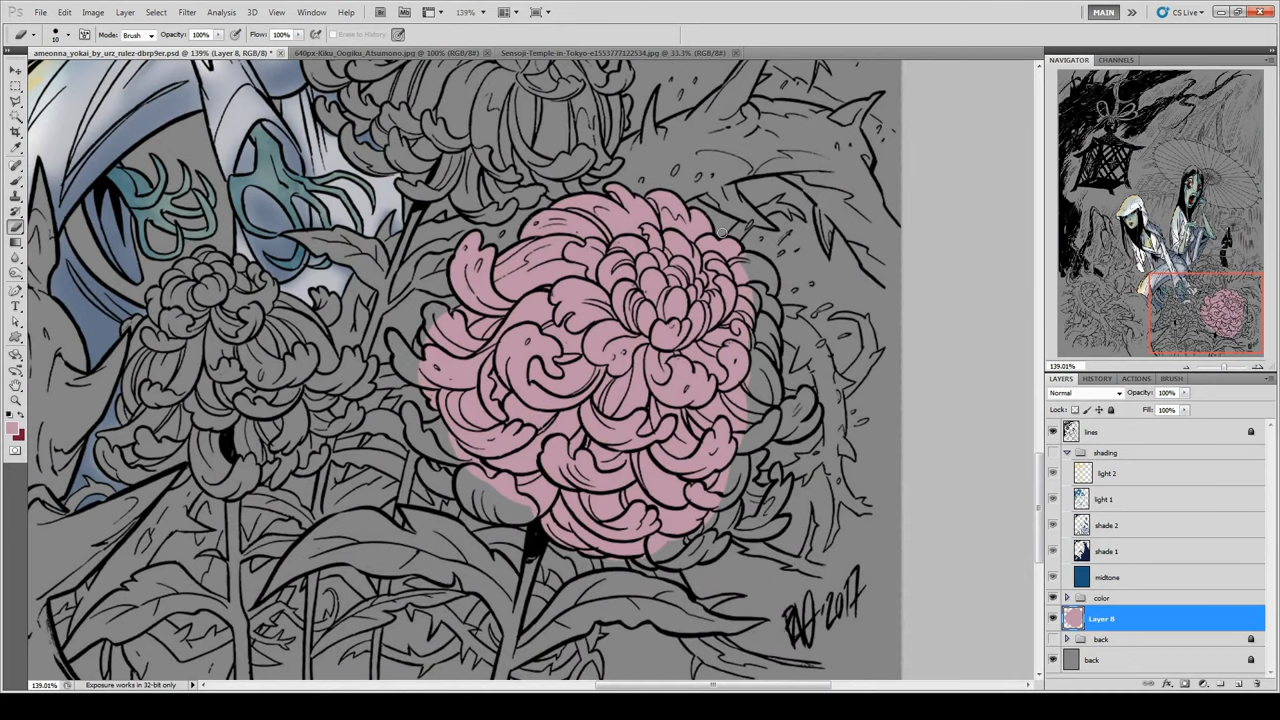 File Edit Image Layer Select Filter Analysis 3D View Window Help Br Mb 139% MAIN CS Live
10 Mode: Brush Opacity: 100% Flow: 100% Erase to History
ameonna_yokai_by_urz_rulez-dbrp9er.psd @ 139% (Layer 8, RGB/8#) * 640px-Kiku_Oogiku_Atsumono.jpg @ 100% (RGB/8#) Sensoji-Temple-in-Tokyo-e1553777122534.jpg @ 33.3% (RGB/8#)
NAVIGATOR CHANNELS
139.01%
LAYERS HISTORY ACTIONS BRUSH
Normal Opacity: 100%
Lock: Fill: 100%
lines
shading
light 2
light 1
shade 2
shade 1
midtone
color
Layer 8
back
back
2017
139.01% Exposure works in 32-bit only